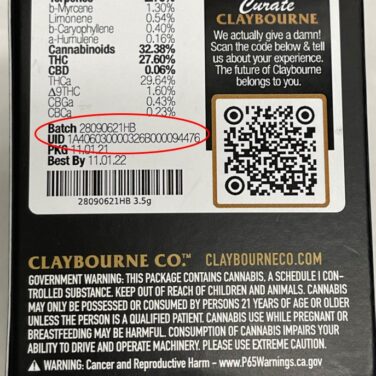 b-Myrcene 1.30%
Limonene 0.54%
b-Caryophyllene 0.40%
a-Humulene 0.16%
Cannabinoids 32.38%
THC 27.60%
CBD 0.06%
THCa 29.64%
Δ9THC 1.60%
CBGa 0.43%
CBCa 0.23%
Batch 28090621HB
UID 1A4060300000326B000094476
PKG 11.01.21
Best By 11.01.22
28090621HB 3.5g
Curate
CLAYBOURNE
We actually give a damn!
Scan the code below & tell
us about your experience.
The future of Claybourne
belongs to you.
CLAYBOURNE CO.™ CLAYBOURNECO.COM
GOVERNMENT WARNING: THIS PACKAGE CONTAINS CANNABIS, A SCHEDULE I CON-
TROLLED SUBSTANCE. KEEP OUT OF REACH OF CHILDREN AND ANIMALS. CANNABIS
MAY ONLY BE POSSESSED OR CONSUMED BY PERSONS 21 YEARS OF AGE OR OLDER
UNLESS THE PERSON IS A QUALIFIED PATIENT. CANNABIS USE WHILE PREGNANT OR
BREASTFEEDING MAY BE HARMFUL. CONSUMPTION OF CANNABIS IMPAIRS YOUR
ABILITY TO DRIVE AND OPERATE MACHINERY. PLEASE USE EXTREME CAUTION.
WARNING: Cancer and Reproductive Harm - www.P65Warnings.ca.gov